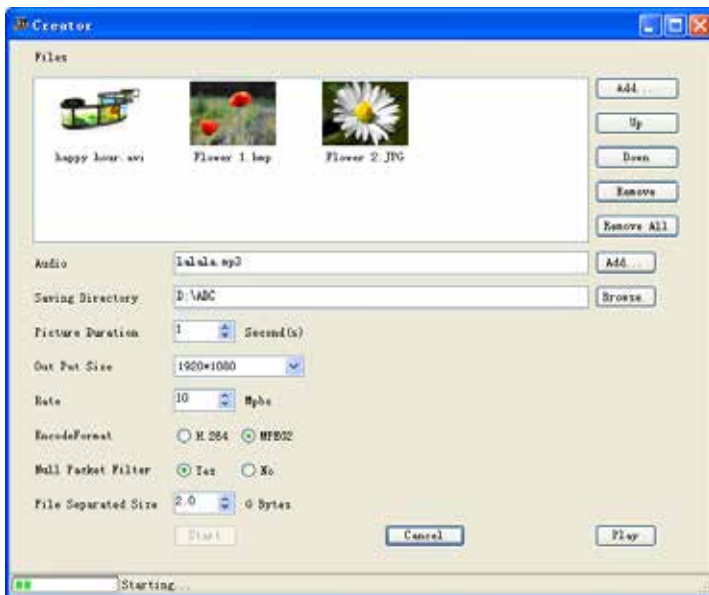 Creator
Files
happy hour.avi
Flower 1.bmp
Flower 2.JPG
Add...
Up
Down
Remove
Remove All
Audio
lalala.mp3
Add...
Saving Directory
D:\ABC
Browse.
Picture Duration
1
Second(s)
Out Put Size
1920*1080
Rate
10
Mpbs
EncodeFormat
H.264
MPEG2
Null Packet Filter
Yes
No
File Separated Size
2.0
G Bytes
Start
Cancel
Play
Starting...